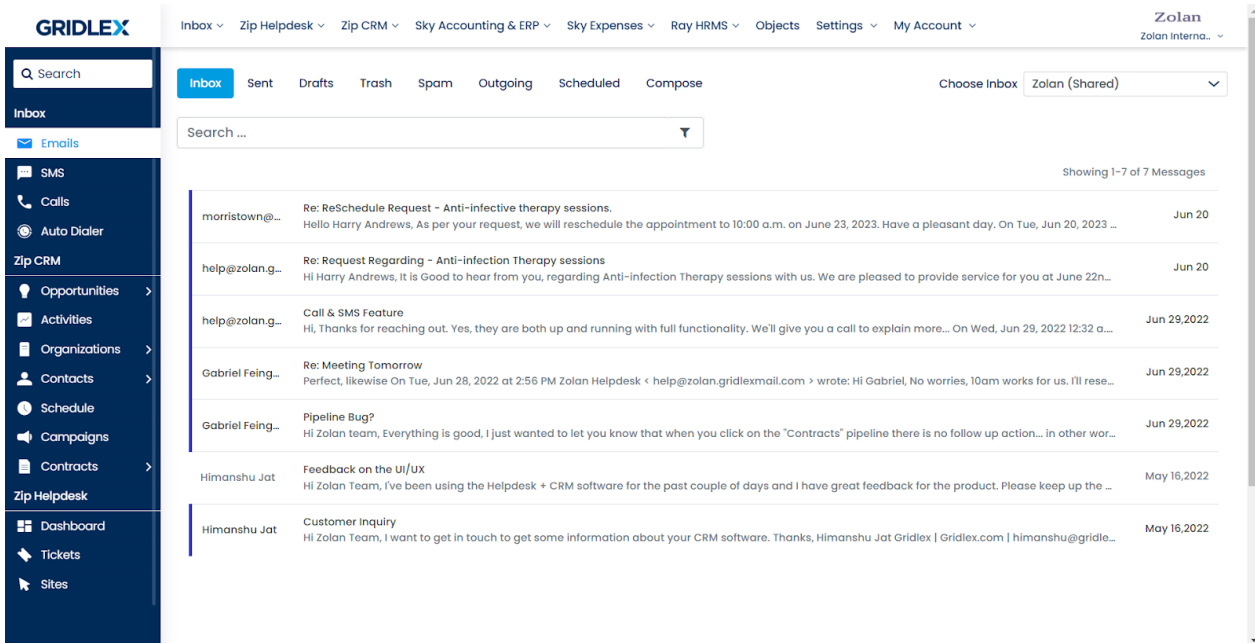 GRIDLEX
Inbox Zip Helpdesk Zip CRM Sky Accounting & ERP Sky Expenses Ray HRMS Objects Settings My Account
Zolan
Zolan Interna..
Search
Inbox
Emails
SMS
Calls
Auto Dialer
Zip CRM
Opportunities
Activities
Organizations
Contacts
Schedule
Campaigns
Contracts
Zip Helpdesk
Dashboard
Tickets
Sites
Inbox Sent Drafts Trash Spam Outgoing Scheduled Compose
Choose Inbox Zolan (Shared)
Search ...
Showing 1-7 of 7 Messages
morristown@... Re: ReSchedule Request - Anti-infective therapy sessions. Jun 20
Hello Harry Andrews, As per your request, we will reschedule the appointment to 10:00 a.m. on June 23, 2023. Have a pleasant day. On Tue, Jun 20, 2023 ...
help@zolan.g... Re: Request Regarding - Anti-infection Therapy sessions Jun 20
Hi Harry Andrews, It is Good to hear from you, regarding Anti-infection Therapy sessions with us. We are pleased to provide service for you at June 22n...
help@zolan.g... Call & SMS Feature Jun 29,2022
Hi, Thanks for reaching out. Yes, they are both up and running with full functionality. We'll give you a call to explain more... On Wed, Jun 29, 2022 12:32 a....
Gabriel Feing... Re: Meeting Tomorrow Jun 29,2022
Perfect, likewise On Tue, Jun 28, 2022 at 2:56 PM Zolan Helpdesk < help@zolan.gridlexmail.com > wrote: Hi Gabriel, No worries, 10am works for us. I'll rese...
Gabriel Feing... Pipeline Bug? Jun 29,2022
Hi Zolan team, Everything is good, I just wanted to let you know that when you click on the "Contracts" pipeline there is no follow up action... in other wor...
Himanshu Jat Feedback on the UI/UX May 16,2022
Hi Zolan Team, I've been using the Helpdesk + CRM software for the past couple of days and I have great feedback for the product. Please keep up the ...
Himanshu Jat Customer Inquiry May 16,2022
Hi Zolan Team, I want to get in touch to get some information about your CRM software. Thanks, Himanshu Jat Gridlex | Gridlex.com | himanshu@gridle...